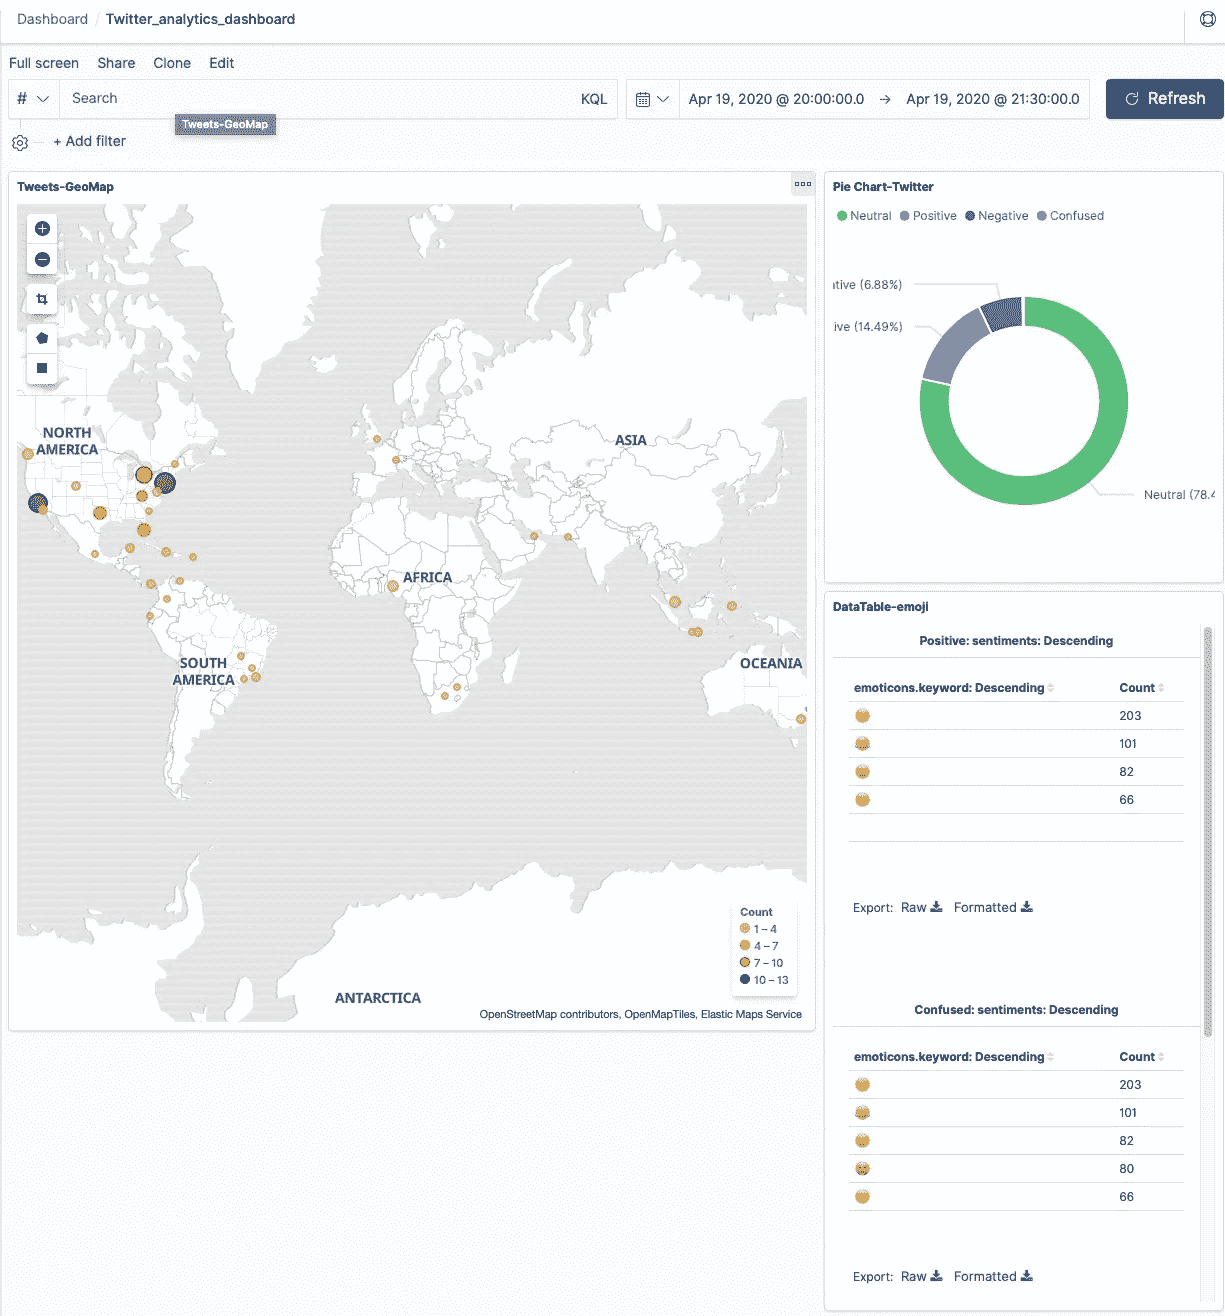 Dashboard / Twitter_analytics_dashboard
Full screen Share Clone Edit
# Search KQL Apr 19, 2020 @ 20:00:00.0 → Apr 19, 2020 @ 21:30:00.0 Refresh
Tweets-GeoMap
+ Add filter
Tweets-GeoMap
NORTH
AMERICA
ASIA
AFRICA
SOUTH
AMERICA
OCEANIA
ANTARCTICA
Count
1 – 4
4 – 7
7 – 10
10 – 13
OpenStreetMap contributors, OpenMapTiles, Elastic Maps Service
Pie Chart-Twitter
Neutral Positive Negative Confused
ative (6.88%)
ive (14.49%)
Neutral (78.4
DataTable-emoji
Positive: sentiments: Descending
emoticons.keyword: Descending Count
203
101
82
66
Export: Raw Formatted
Confused: sentiments: Descending
emoticons.keyword: Descending Count
203
101
82
80
66
Export: Raw Formatted